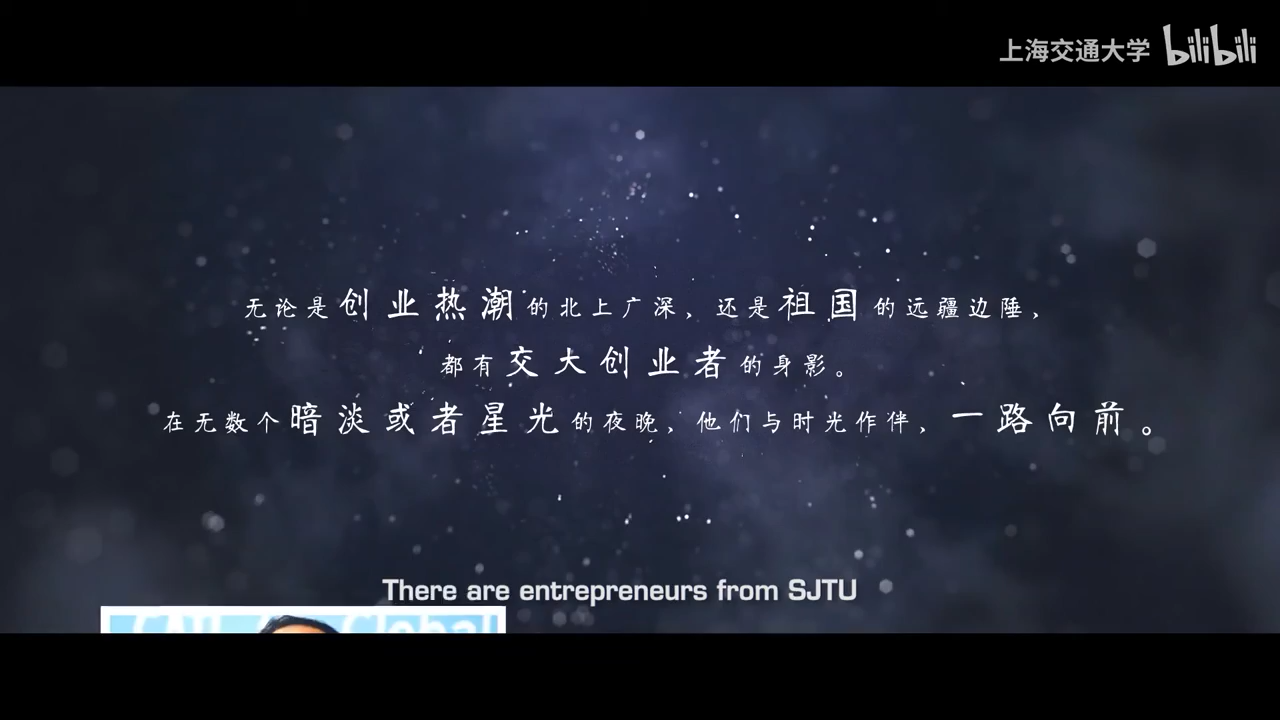 上海交通大学 bilibili
无论是创业热潮的北上广深，还是祖国的远疆边陲，
都有交大创业者的身影。
在无数个暗淡或者星光的夜晚，他们与时光作伴，一路向前。
There are entrepreneurs from SJTU
Global